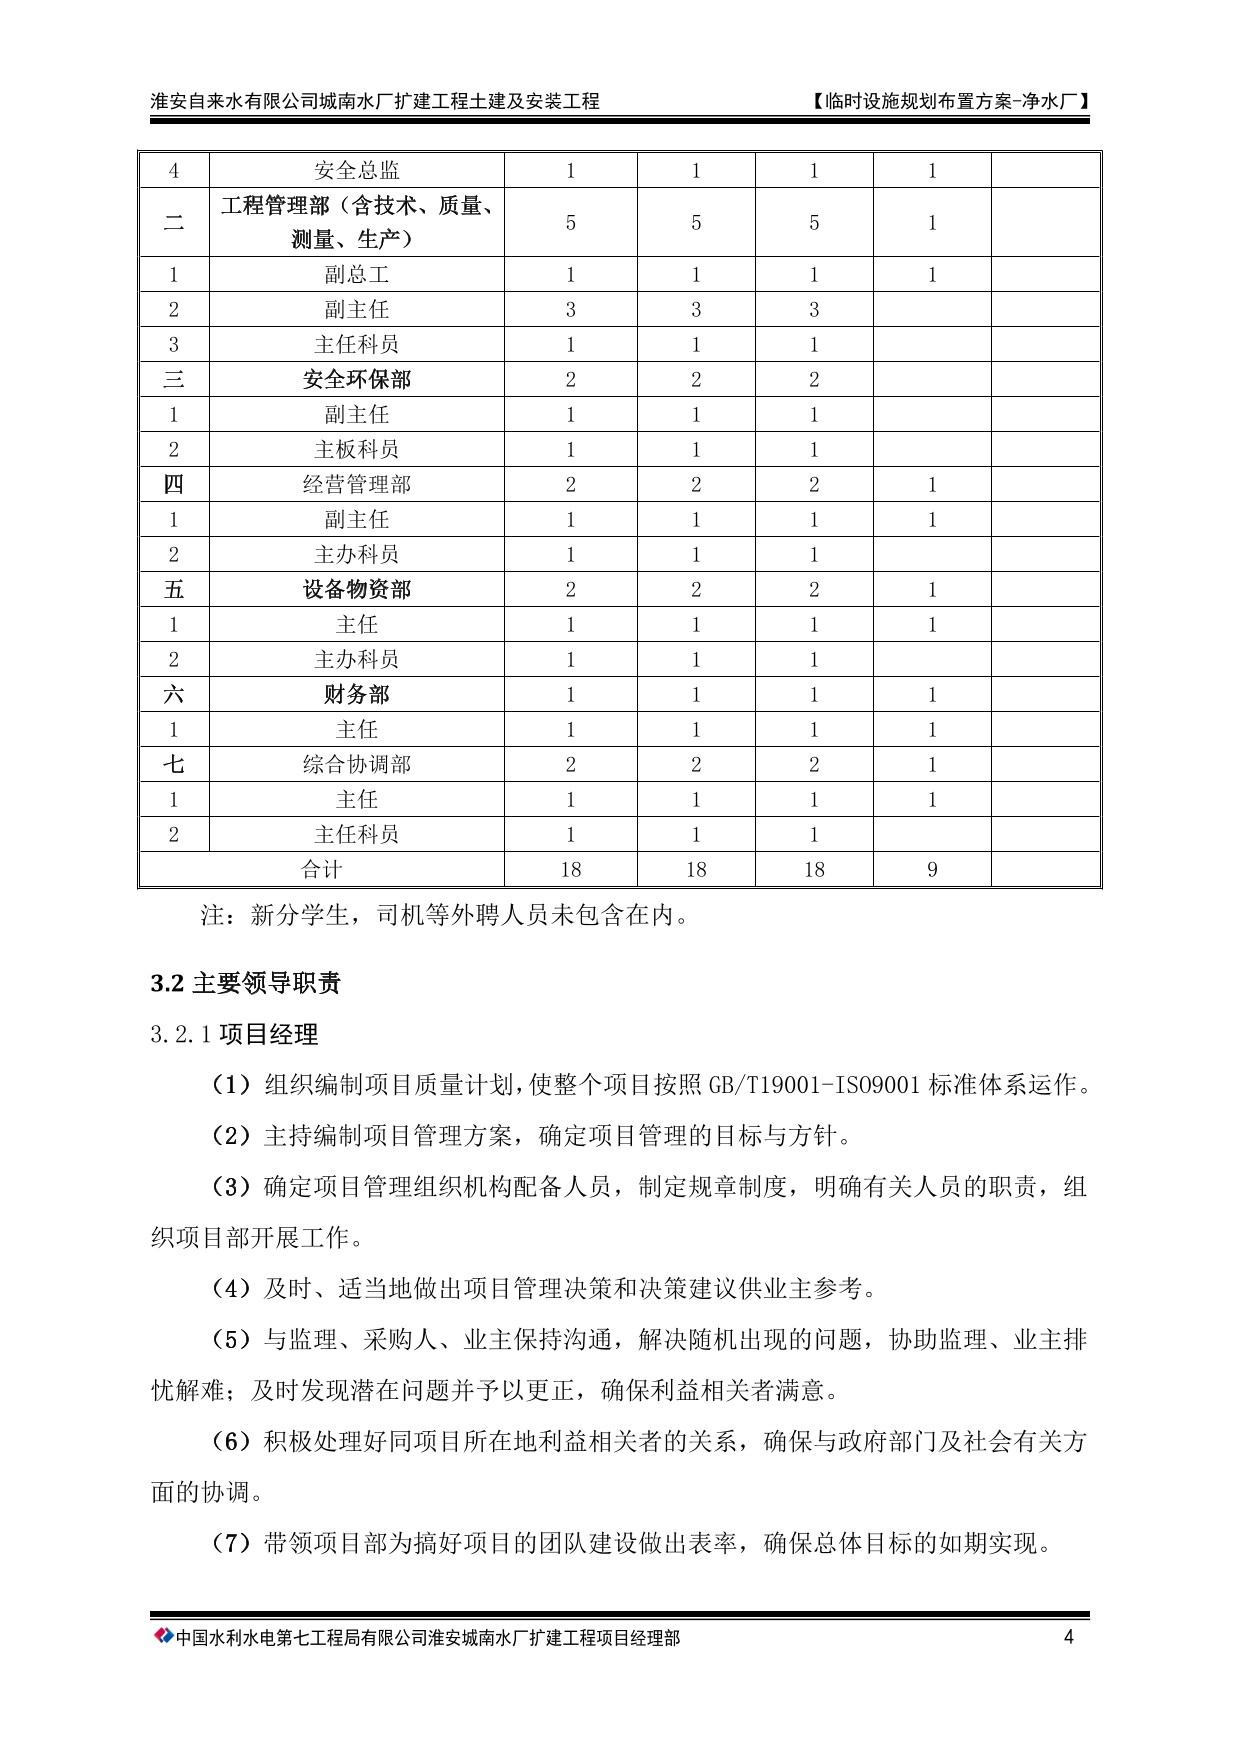 淮安自来水有限公司城南水厂扩建工程土建及安装工程 【临时设施规划布置方案-净水厂】
4 安全总监 1 1 1 1
二 工程管理部（含技术、质量、测量、生产） 5 5 5 1
1 副总工 1 1 1 1
2 副主任 3 3 3
3 主任科员 1 1 1
三 安全环保部 2 2 2
1 副主任 1 1 1
2 主板科员 1 1 1
四 经营管理部 2 2 2 1
1 副主任 1 1 1 1
2 主办科员 1 1 1
五 设备物资部 2 2 2 1
1 主任 1 1 1 1
2 主办科员 1 1 1
六 财务部 1 1 1 1
1 主任 1 1 1 1
七 综合协调部 2 2 2 1
1 主任 1 1 1 1
2 主任科员 1 1 1
合计 18 18 18 9
注：新分学生，司机等外聘人员未包含在内。
3.2 主要领导职责
3.2.1 项目经理
（1）组织编制项目质量计划,使整个项目按照 GB/T19001-ISO9001 标准体系运作。
（2）主持编制项目管理方案，确定项目管理的目标与方针。
（3）确定项目管理组织机构配备人员，制定规章制度，明确有关人员的职责，组
织项目部开展工作。
（4）及时、适当地做出项目管理决策和决策建议供业主参考。
（5）与监理、采购人、业主保持沟通，解决随机出现的问题，协助监理、业主排
忧解难；及时发现潜在问题并予以更正，确保利益相关者满意。
（6）积极处理好同项目所在地利益相关者的关系，确保与政府部门及社会有关方
面的协调。
（7）带领项目部为搞好项目的团队建设做出表率，确保总体目标的如期实现。
中国水利水电第七工程局有限公司淮安城南水厂扩建工程项目经理部 4